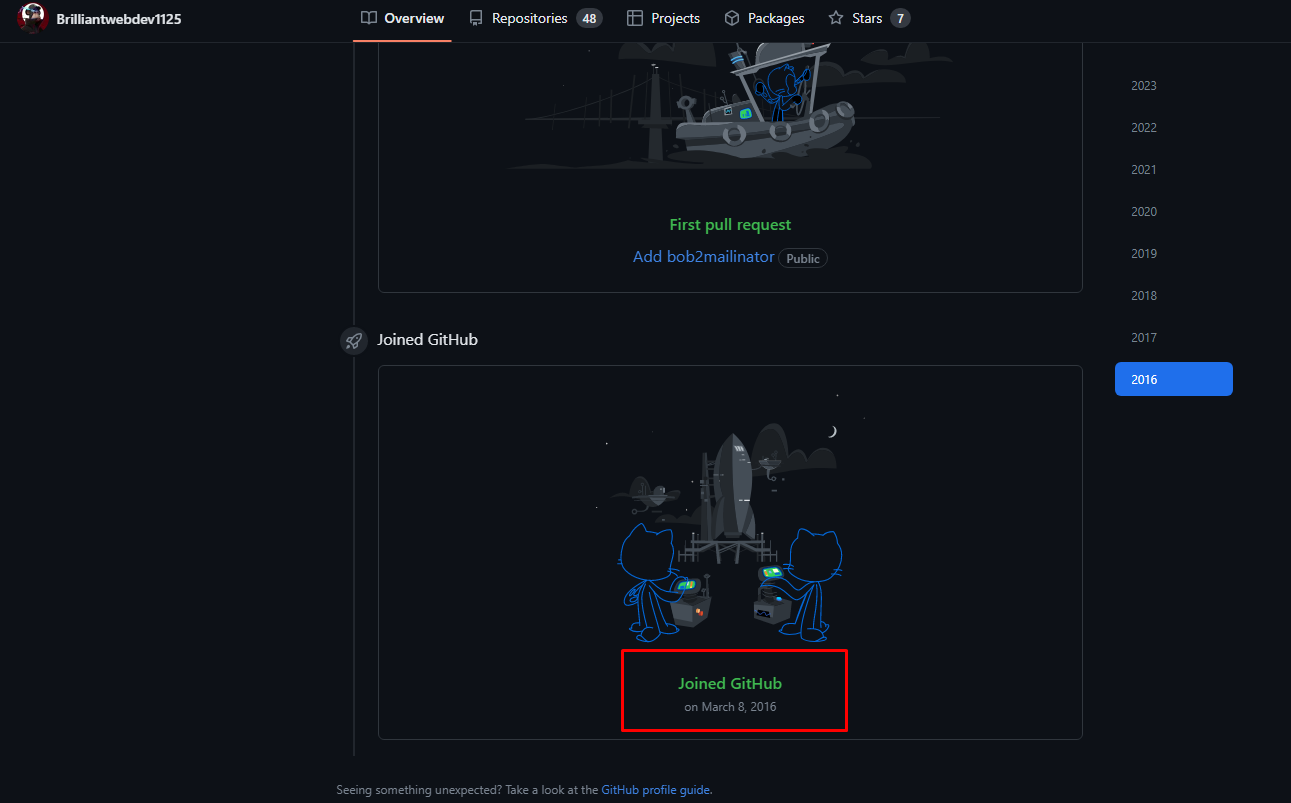 Brilliantwebdev1125
Overview
Repositories 48
Projects
Packages
Stars 7
First pull request
Add bob2mailinator Public
Joined GitHub
Joined GitHub
on March 8, 2016
2023
2022
2021
2020
2019
2018
2017
2016
Seeing something unexpected? Take a look at the GitHub profile guide.